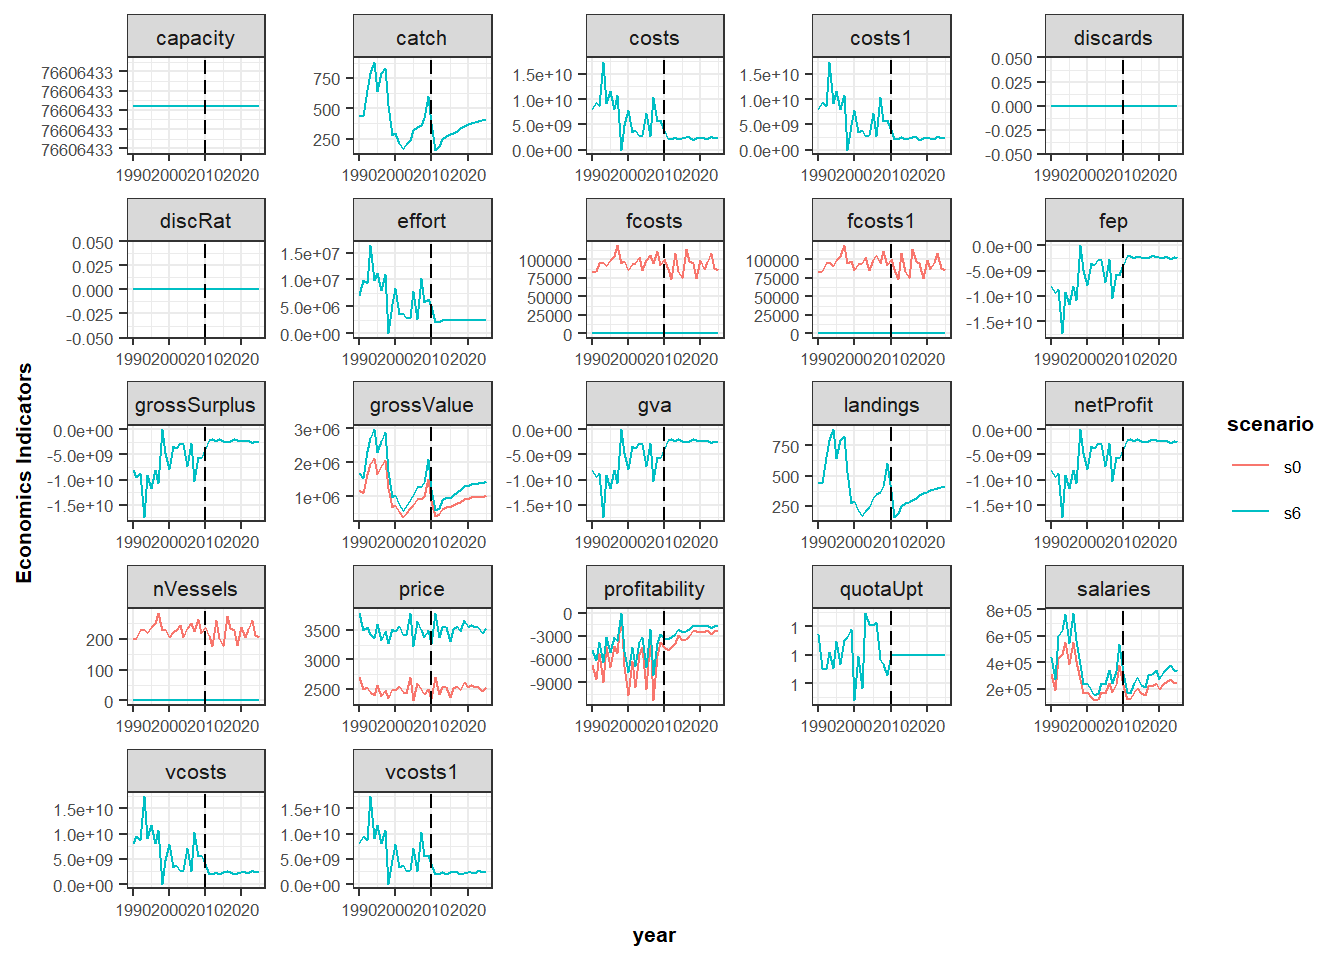 capacity catch costs costs1 discards
76606433
76606433
76606433
76606433
76606433
750
500
250
1.5e+10
1.0e+10
5.0e+09
0.0e+00
1.5e+10
1.0e+10
5.0e+09
0.0e+00
0.050
0.025
0.000
-0.025
-0.050
1990200020102020 1990200020102020 1990200020102020 1990200020102020 1990200020102020
discRat effort fcosts fcosts1 fep
0.050
0.025
0.000
-0.025
-0.050
1.5e+07
1.0e+07
5.0e+06
0.0e+00
100000
75000
50000
25000
0
100000
75000
50000
25000
0
0.0e+00
-5.0e+09
-1.0e+10
-1.5e+10
1990200020102020 1990200020102020 1990200020102020 1990200020102020 1990200020102020
grossSurplus grossValue gva landings netProfit
0.0e+00
-5.0e+09
-1.0e+10
-1.5e+10
3e+06
2e+06
1e+06
0.0e+00
-5.0e+09
-1.0e+10
-1.5e+10
750
500
250
0.0e+00
-5.0e+09
-1.0e+10
-1.5e+10
1990200020102020 1990200020102020 1990200020102020 1990200020102020 1990200020102020
nVessels price profitability quotaUpt salaries
200
100
0
3500
3000
2500
0
-3000
-6000
-9000
1
1
1
8e+05
6e+05
4e+05
2e+05
1990200020102020 1990200020102020 1990200020102020 1990200020102020 1990200020102020
vcosts vcosts1
1.5e+10
1.0e+10
5.0e+09
0.0e+00
1.5e+10
1.0e+10
5.0e+09
0.0e+00
1990200020102020 1990200020102020
year
Economics Indicators
scenario
s0
s6